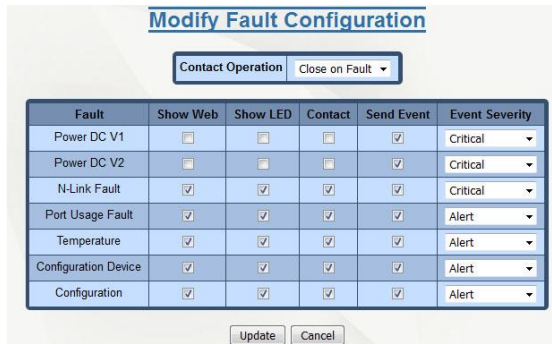 Modify Fault Configuration
Contact Operation Close on Fault
Fault Show Web Show LED Contact Send Event Event Severity
Power DC V1 Critical
Power DC V2 Critical
N-Link Fault Critical
Port Usage Fault Alert
Temperature Alert
Configuration Device Alert
Configuration Alert
Update Cancel